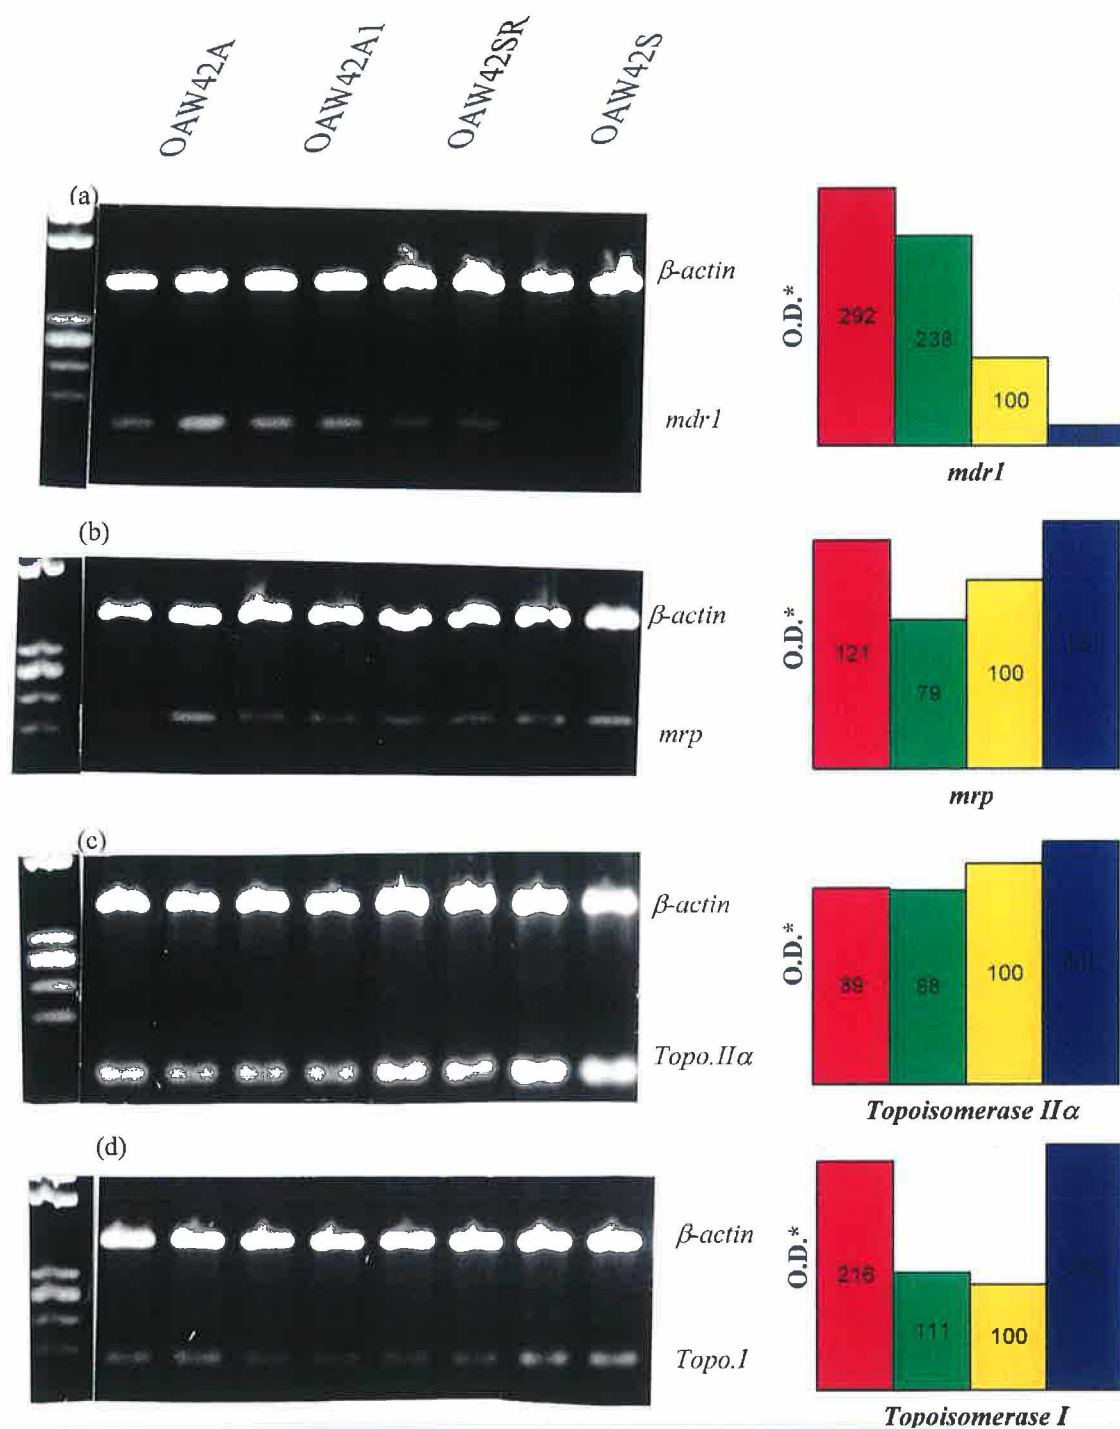 OAW42A
OAW42A1
OAW42SR
OAW42S
(a)
β-actin
mdr1
O.D.*
292
238
100
mdr1
(b)
β-actin
mrp
O.D.*
121
79
100
mrp
(c)
β-actin
Topo.IIα
O.D.*
89
88
100
Topoisomerase IIα
(d)
β-actin
Topo.I
O.D.*
216
111
100
Topoisomerase I